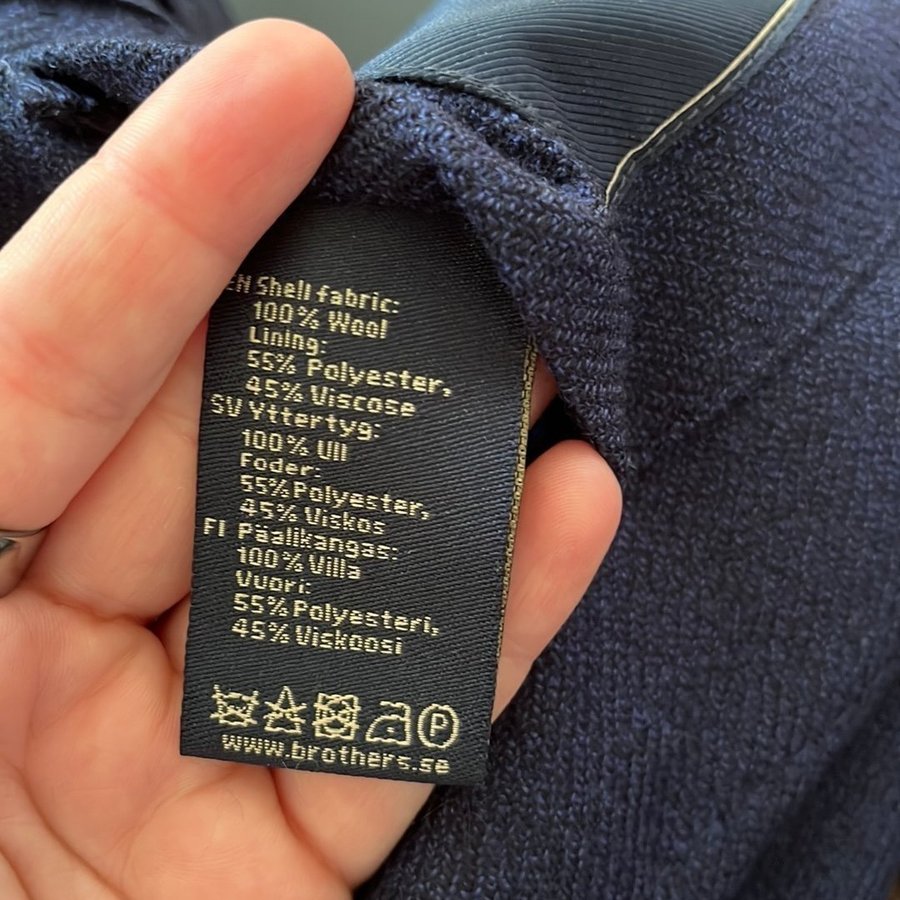 EN Shell fabric:
100% Wool
Lining:
55% Polyester,
45% Viscose
SV Yttertyg:
100% Ull
Foder:
55% Polyester,
45% Viskos
FI Päälikangas:
100% Villa
Vuori:
55% Polyesteri,
45% Viskoosi
P
www.brothers.se